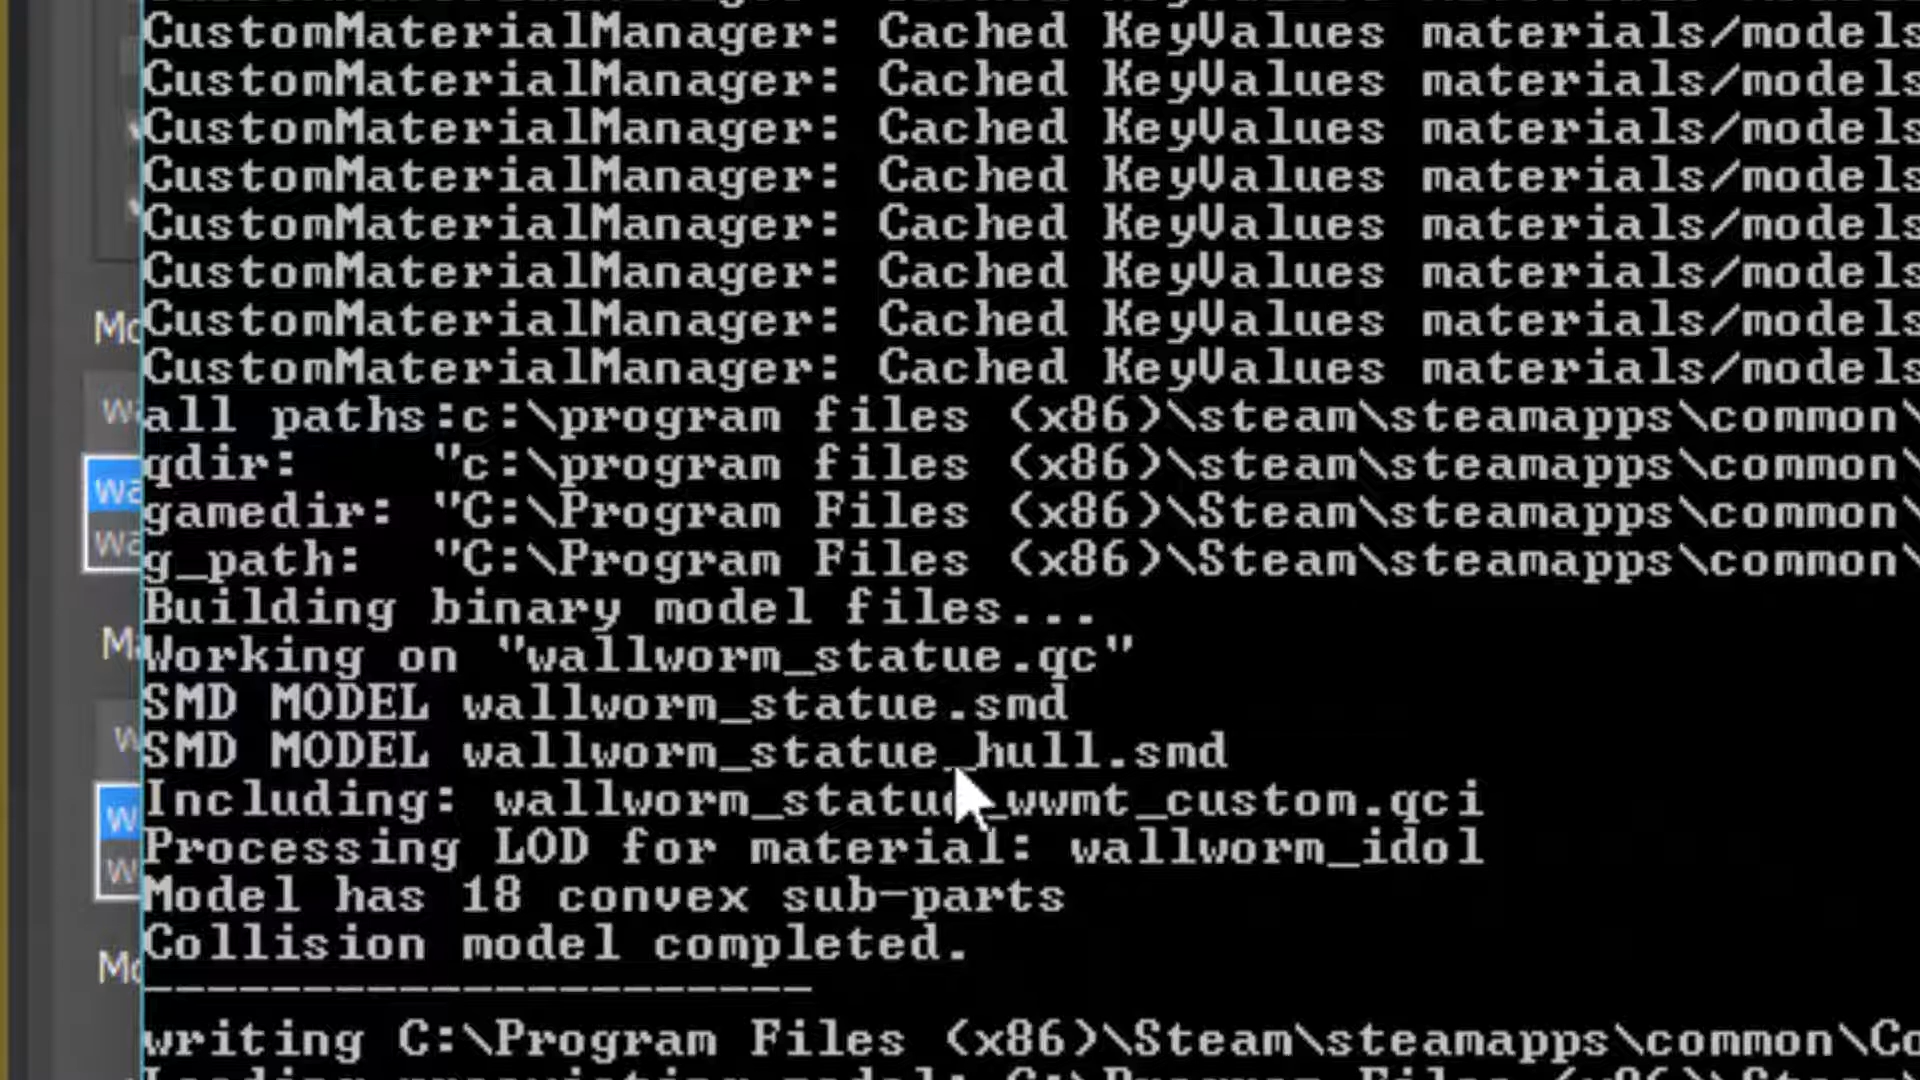 CustomMaterialManager: Cached KeyValues materials/models
CustomMaterialManager: Cached KeyValues materials/models
CustomMaterialManager: Cached KeyValues materials/models
CustomMaterialManager: Cached KeyValues materials/models
CustomMaterialManager: Cached KeyValues materials/models
CustomMaterialManager: Cached KeyValues materials/models
CustomMaterialManager: Cached KeyValues materials/models
CustomMaterialManager: Cached KeyValues materials/models
all paths:c:\program files (x86)\steam\steamapps\common\
qdir: "c:\program files (x86)\steam\steamapps\common\
gamedir: "C:\Program Files (x86)\Steam\steamapps\common\
g_path: "C:\Program Files (x86)\Steam\steamapps\common\
Building binary model files...
Working on "wallworm_statue.qc"
SMD MODEL wallworm_statue.smd
SMD MODEL wallworm_statue_hull.smd
Including: wallworm_statue_wwmt_custom.qci
Processing LOD for material: wallworm_idol
Model has 18 convex sub-parts
Collision model completed.
---------------------
writing C:\Program Files (x86)\Steam\steamapps\common\Co